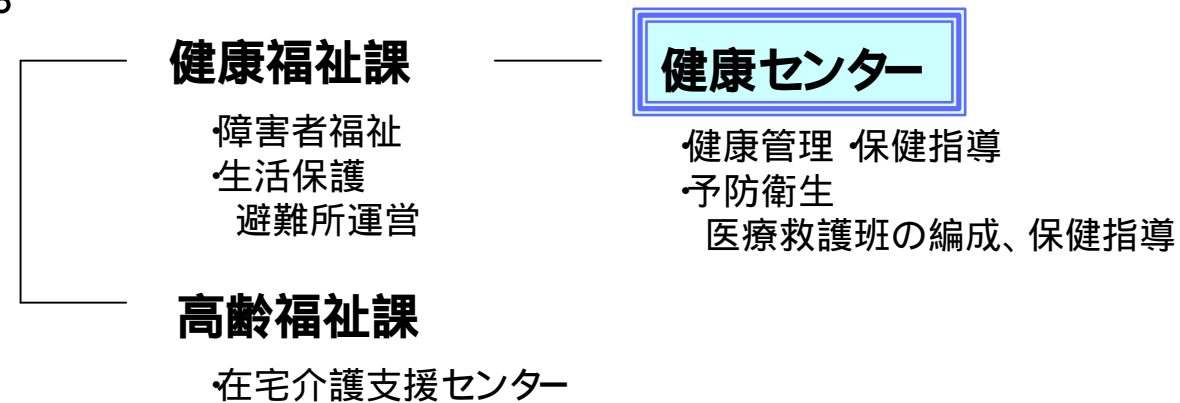 健康福祉課
・障害者福祉
・生活保護
避難所運営
健康センター
・健康管理・保健指導
・予防衛生
医療救護班の編成、保健指導
高齢福祉課
・在宅介護支援センター